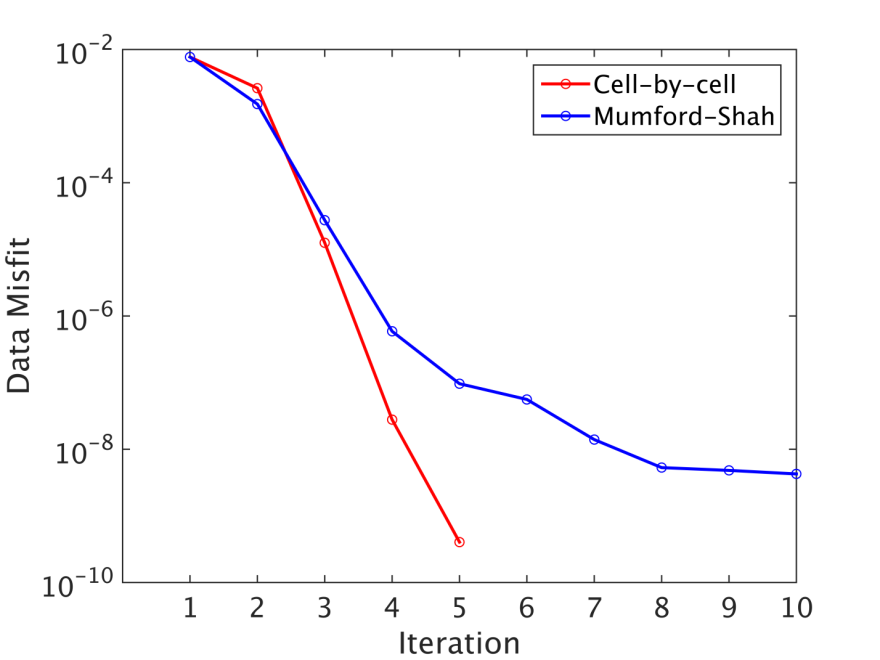 10⁻²
10⁻⁴
10⁻⁶
10⁻⁸
10⁻¹⁰
Data Misfit
Cell-by-cell
Mumford-Shah
1 2 3 4 5 6 7 8 9 10
Iteration